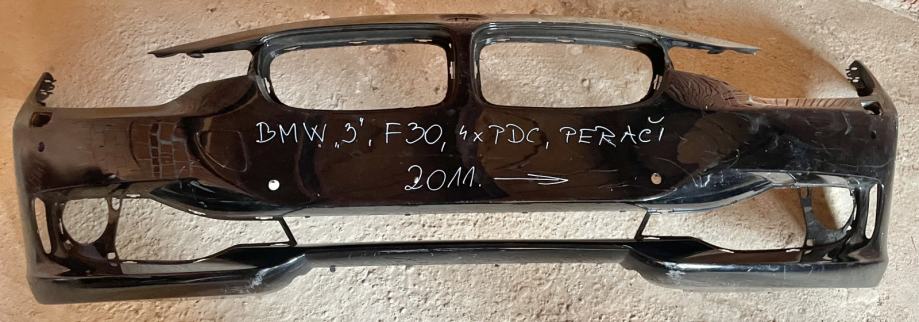 BMW „3", F30, 4xPDC, PERAČI
2011. →